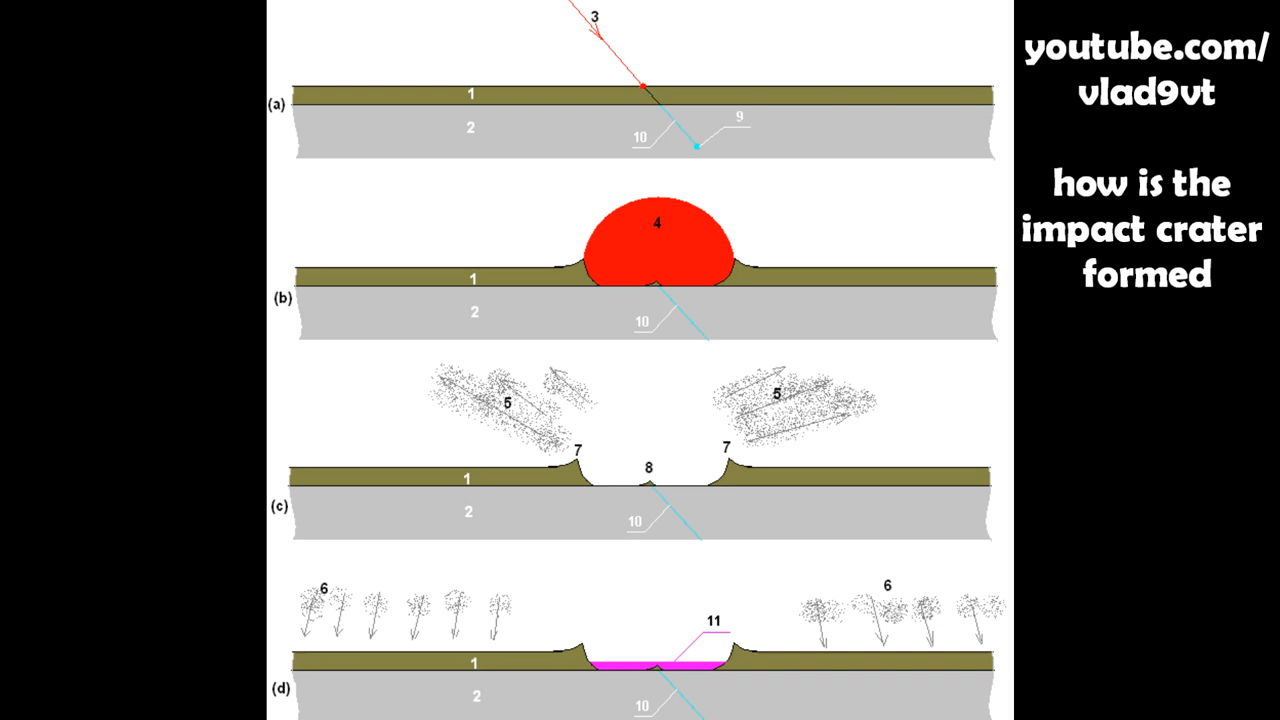 youtube.com/
vlad9vt
how is the
impact crater
formed
3
(a)
1
2
10
9
4
(b)
1
2
10
5
5
7
7
8
(c)
1
2
10
6
6
11
(d)
1
2
10